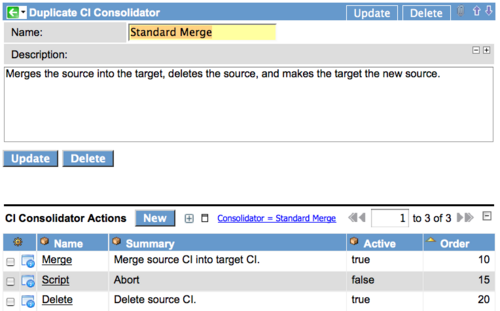 Duplicate CI Consolidator Update Delete
Name: Standard Merge
Description:
Merges the source into the target, deletes the source, and makes the target the new source.
Update Delete
CI Consolidator Actions New Consolidator = Standard Merge 1 to 3 of 3
Name Summary Active Order
Merge Merge source CI into target CI. true 10
Script Abort false 15
Delete Delete source CI. true 20